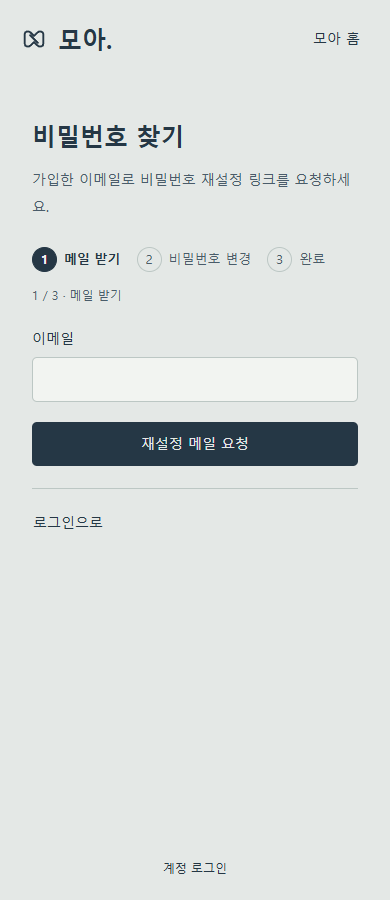 모아.
모아 홈
비밀번호 찾기
가입한 이메일로 비밀번호 재설정 링크를 요청하세
요.
1 메일 받기 2 비밀번호 변경 3 완료
1 / 3 · 메일 받기
이메일
재설정 메일 요청
로그인으로
계정 로그인